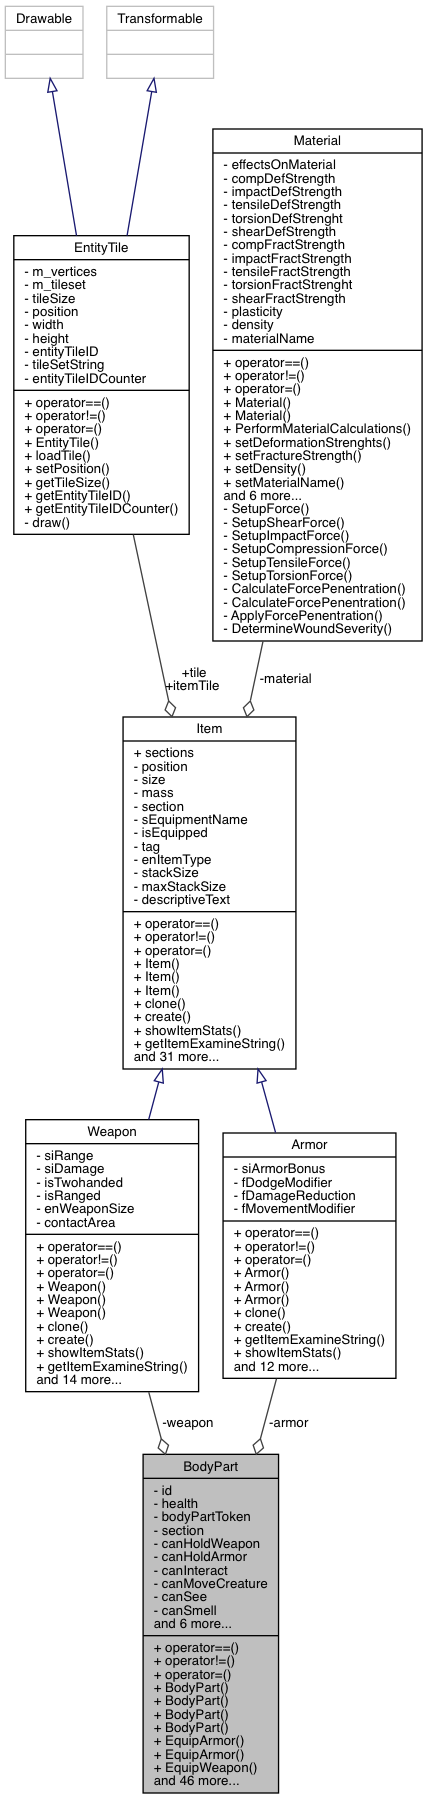 Drawable
Transformable
Material
- effectsOnMaterial
- compDefStrength
- impactDefStrength
- tensileDefStrength
- torsionDefStrenght
- shearDefStrength
- compFractStrength
- impactFractStrength
- tensileFractStrength
- torsionFractStrenght
- shearFractStrength
- plasticity
- density
- materialName
+ operator==()
+ operator!=()
+ operator=()
+ Material()
+ Material()
+ PerformMaterialCalculations()
+ setDeformationStrenghts()
+ setFractureStrength()
+ setDensity()
+ setMaterialName()
and 6 more...
- SetupForce()
- SetupShearForce()
- SetupImpactForce()
- SetupCompressionForce()
- SetupTensileForce()
- SetupTorsionForce()
- CalculateForcePenentration()
- CalculateForcePenentration()
- ApplyForcePenentration()
- DetermineWoundSeverity()
EntityTile
- m_vertices
- m_tileset
- tileSize
- position
- width
- height
- entityTileID
- tileSetString
- entityTileIDCounter
+ operator==()
+ operator!=()
+ operator=()
+ EntityTile()
+ loadTile()
+ setPosition()
+ getTileSize()
+ getEntityTileID()
+ getEntityTileIDCounter()
- draw()
+tile
+itemTile
-material
Item
+ sections
- position
- size
- mass
- section
- sEquipmentName
- isEquipped
- tag
- enItemType
- stackSize
- maxStackSize
- descriptiveText
+ operator==()
+ operator!=()
+ operator=()
+ Item()
+ Item()
+ Item()
+ clone()
+ create()
+ showItemStats()
+ getItemExamineString()
and 31 more...
Weapon
- siRange
- siDamage
- isTwohanded
- isRanged
- enWeaponSize
- contactArea
+ operator==()
+ operator!=()
+ operator=()
+ Weapon()
+ Weapon()
+ Weapon()
+ clone()
+ create()
+ showItemStats()
+ getItemExamineString()
and 14 more...
Armor
- siArmorBonus
- fDodgeModifier
- fDamageReduction
- fMovementModifier
+ operator==()
+ operator!=()
+ operator=()
+ Armor()
+ Armor()
+ Armor()
+ clone()
+ create()
+ getItemExamineString()
+ showItemStats()
and 12 more...
-weapon
-armor
BodyPart
- id
- health
- bodyPartToken
- section
- canHoldWeapon
- canHoldArmor
- canInteract
- canMoveCreature
- canSee
- canSmell
and 6 more...
+ operator==()
+ operator!=()
+ operator=()
+ BodyPart()
+ BodyPart()
+ BodyPart()
+ BodyPart()
+ EquipArmor()
+ EquipArmor()
+ EquipWeapon()
and 46 more...